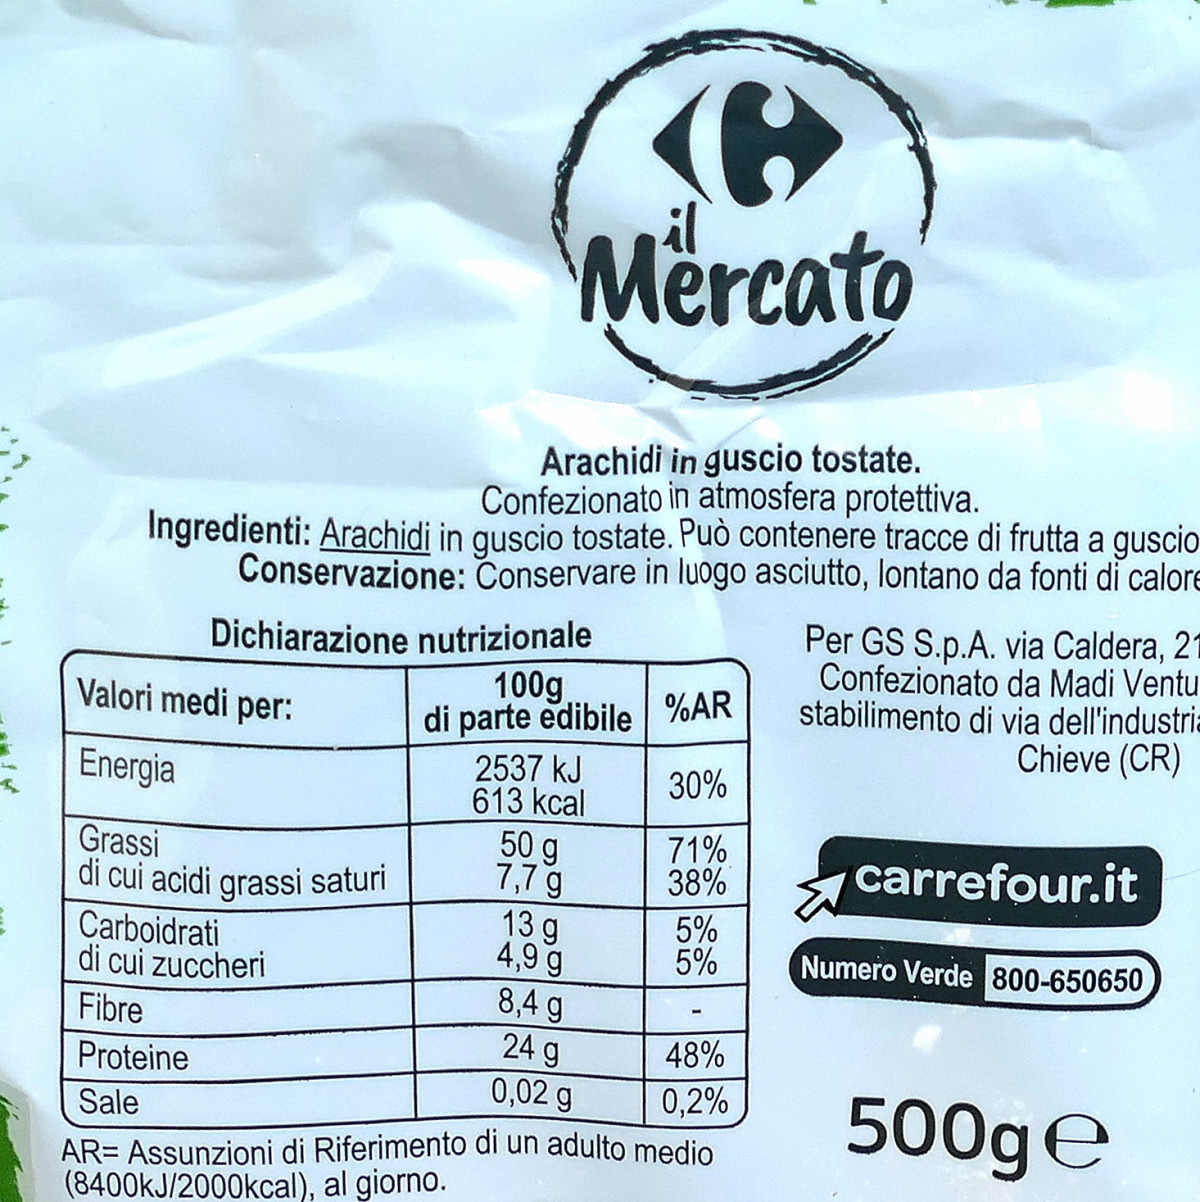 il
Mercato
Arachidi in guscio tostate.
Confezionato in atmosfera protettiva.
Ingredienti: Arachidi in guscio tostate. Può contenere tracce di frutta a guscio
Conservazione: Conservare in luogo asciutto, lontano da fonti di calore
Dichiarazione nutrizionale
Valori medi per: 100g di parte edibile %AR
Energia 2537 kJ 613 kcal 30%
Grassi 50 g 71%
di cui acidi grassi saturi 7,7 g 38%
Carboidrati 13 g 5%
di cui zuccheri 4,9 g 5%
Fibre 8,4 g -
Proteine 24 g 48%
Sale 0,02 g 0,2%
AR= Assunzioni di Riferimento di un adulto medio
(8400kJ/2000kcal), al giorno.
Per GS S.p.A. via Caldera, 21
Confezionato da Madi Ventu
stabilimento di via dell'industria
Chieve (CR)
carrefour.it
Numero Verde 800-650650
500g e